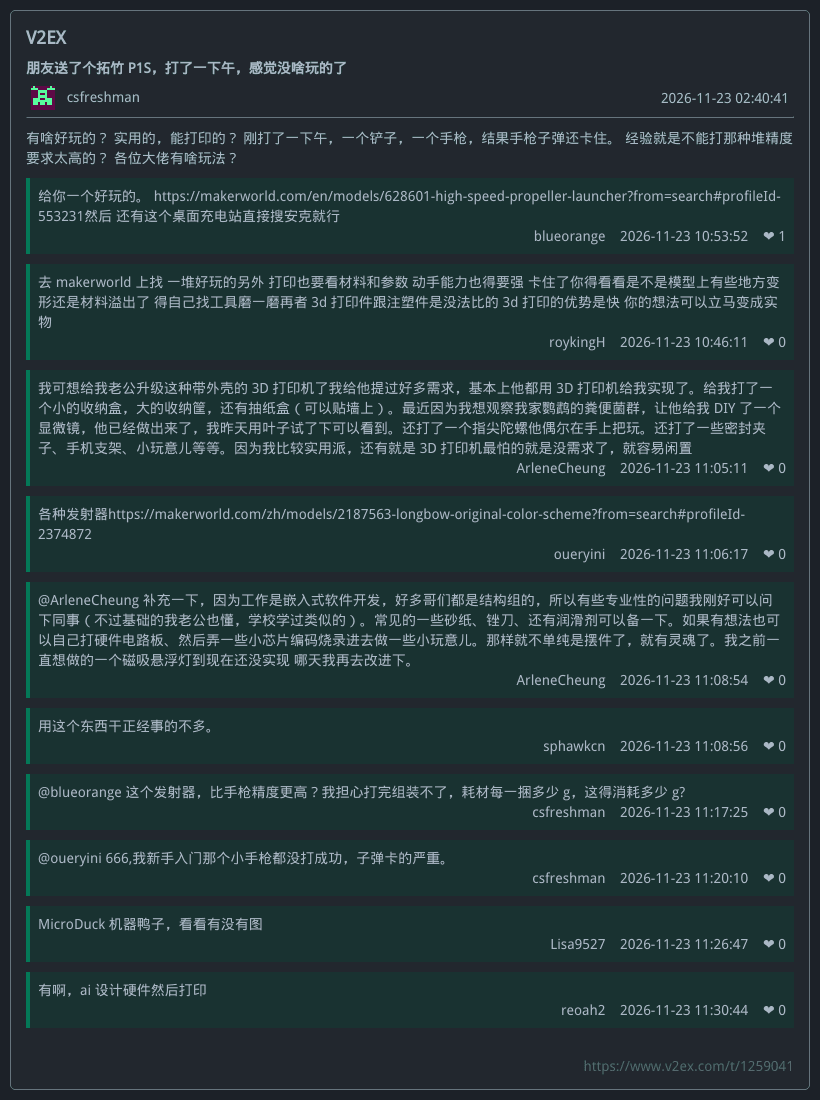 V2EX
朋友送了个拓竹 P1S，打了一下午，感觉没啥玩的了
csfreshman
2026-11-23 02:40:41
有啥好玩的？ 实用的，能打印的？ 刚打了一下午，一个铲子，一个手枪，结果手枪子弹还卡住。 经验就是不能打那种堆精度
要求太高的？ 各位大佬有啥玩法？
给你一个好玩的。 https://makerworld.com/en/models/628601-high-speed-propeller-launcher?from=search#profileId-
553231然后 还有这个桌面充电站直接搜安克就行
blueorange 2026-11-23 10:53:52 ❤ 1
去 makerworld 上找 一堆好玩的另外 打印也要看材料和参数 动手能力也得要强 卡住了你得看看是不是模型上有些地方变
形还是材料溢出了 得自己找工具磨一磨再者 3d 打印件跟注塑件是没法比的 3d 打印的优势是快 你的想法可以立马变成实
物
roykingH 2026-11-23 10:46:11 ❤ 0
我可想给我老公升级这种带外壳的 3D 打印机了我给他提过好多需求，基本上他都用 3D 打印机给我实现了。给我打了一
个小的收纳盒，大的收纳筐，还有抽纸盒（可以贴墙上）。最近因为我想观察我家鹦鹉的粪便菌群，让他给我 DIY 了一个
显微镜，他已经做出来了，我昨天用叶子试了下可以看到。还打了一个指尖陀螺他偶尔在手上把玩。还打了一些密封夹
子、手机支架、小玩意儿等等。因为我比较实用派，还有就是 3D 打印机最怕的就是没需求了，就容易闲置
ArleneCheung 2026-11-23 11:05:11 ❤ 0
各种发射器https://makerworld.com/zh/models/2187563-longbow-original-color-scheme?from=search#profileId-
2374872
oueryini 2026-11-23 11:06:17 ❤ 0
@ArleneCheung 补充一下，因为工作是嵌入式软件开发，好多哥们都是结构组的，所以有些专业性的问题我刚好可以问
下同事（不过基础的我老公也懂，学校学过类似的）。常见的一些砂纸、锉刀、还有润滑剂可以备一下。如果有想法也可
以自己打硬件电路板、然后弄一些小芯片编码烧录进去做一些小玩意儿。那样就不单纯是摆件了，就有灵魂了。我之前一
直想做的一个磁吸悬浮灯到现在还没实现 哪天我再去改进下。
ArleneCheung 2026-11-23 11:08:54 ❤ 0
用这个东西干正经事的不多。
sphawkcn 2026-11-23 11:08:56 ❤ 0
@blueorange 这个发射器，比手枪精度更高？我担心打完组装不了，耗材每一捆多少 g，这得消耗多少 g?
csfreshman 2026-11-23 11:17:25 ❤ 0
@oueryini 666,我新手入门那个小手枪都没打成功，子弹卡的严重。
csfreshman 2026-11-23 11:20:10 ❤ 0
MicroDuck 机器鸭子，看看有没有图
Lisa9527 2026-11-23 11:26:47 ❤ 0
有啊，ai 设计硬件然后打印
reoah2 2026-11-23 11:30:44 ❤ 0
https://www.v2ex.com/t/1259041